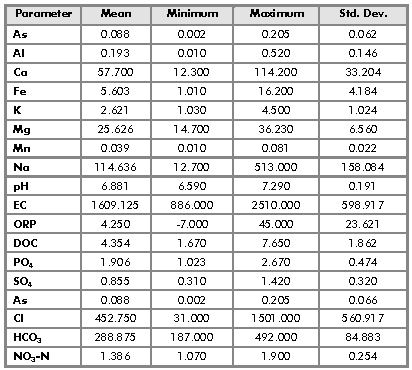 Parameter Mean Minimum Maximum Std. Dev.
As 0.088 0.002 0.205 0.062
Al 0.193 0.010 0.520 0.146
Ca 57.700 12.300 114.200 33.204
Fe 5.603 1.010 16.200 4.184
K 2.621 1.030 4.500 1.024
Mg 25.626 14.700 36.230 6.560
Mn 0.039 0.010 0.081 0.022
Na 114.636 12.700 513.000 158.084
pH 6.881 6.590 7.290 0.191
EC 1609.125 886.000 2510.000 598.917
ORP 4.250 -7.000 45.000 23.621
DOC 4.354 1.670 7.650 1.862
PO₄ 1.906 1.023 2.670 0.474
SO₄ 0.855 0.310 1.420 0.320
As 0.088 0.002 0.205 0.066
Cl 452.750 31.000 1501.000 560.917
HCO₃ 288.875 187.000 492.000 84.883
NO₃-N 1.386 1.070 1.900 0.254